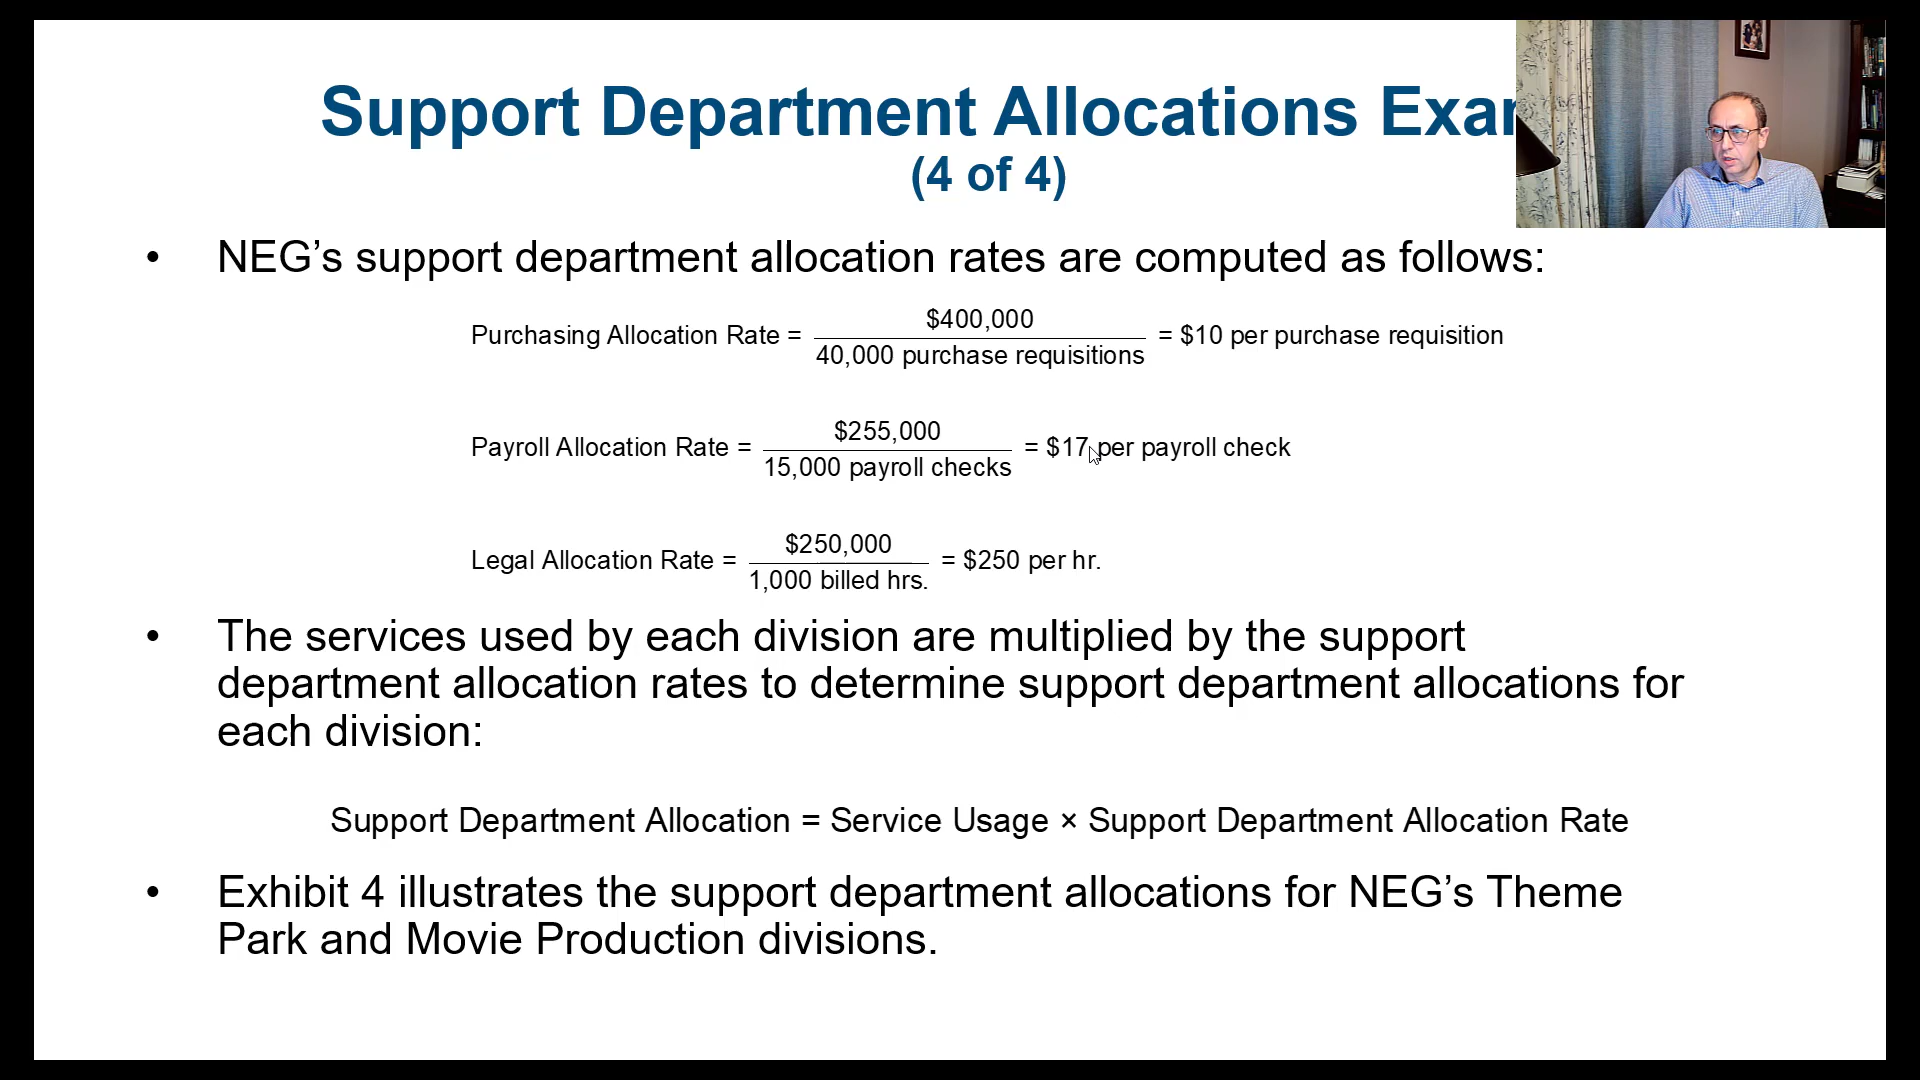 Support Department Allocations Exa
(4 of 4)
• NEG’s support department allocation rates are computed as follows:
$400,000
Purchasing Allocation Rate = = $10 per purchase requisition
40,000 purchase requisitions
$255,000
Payroll Allocation Rate = = $17 per payroll check
15,000 payroll checks
$250,000
Legal Allocation Rate = = $250 per hr.
1,000 billed hrs.
• The services used by each division are multiplied by the support
department allocation rates to determine support department allocations for
each division:
Support Department Allocation = Service Usage × Support Department Allocation Rate
• Exhibit 4 illustrates the support department allocations for NEG’s Theme
Park and Movie Production divisions.